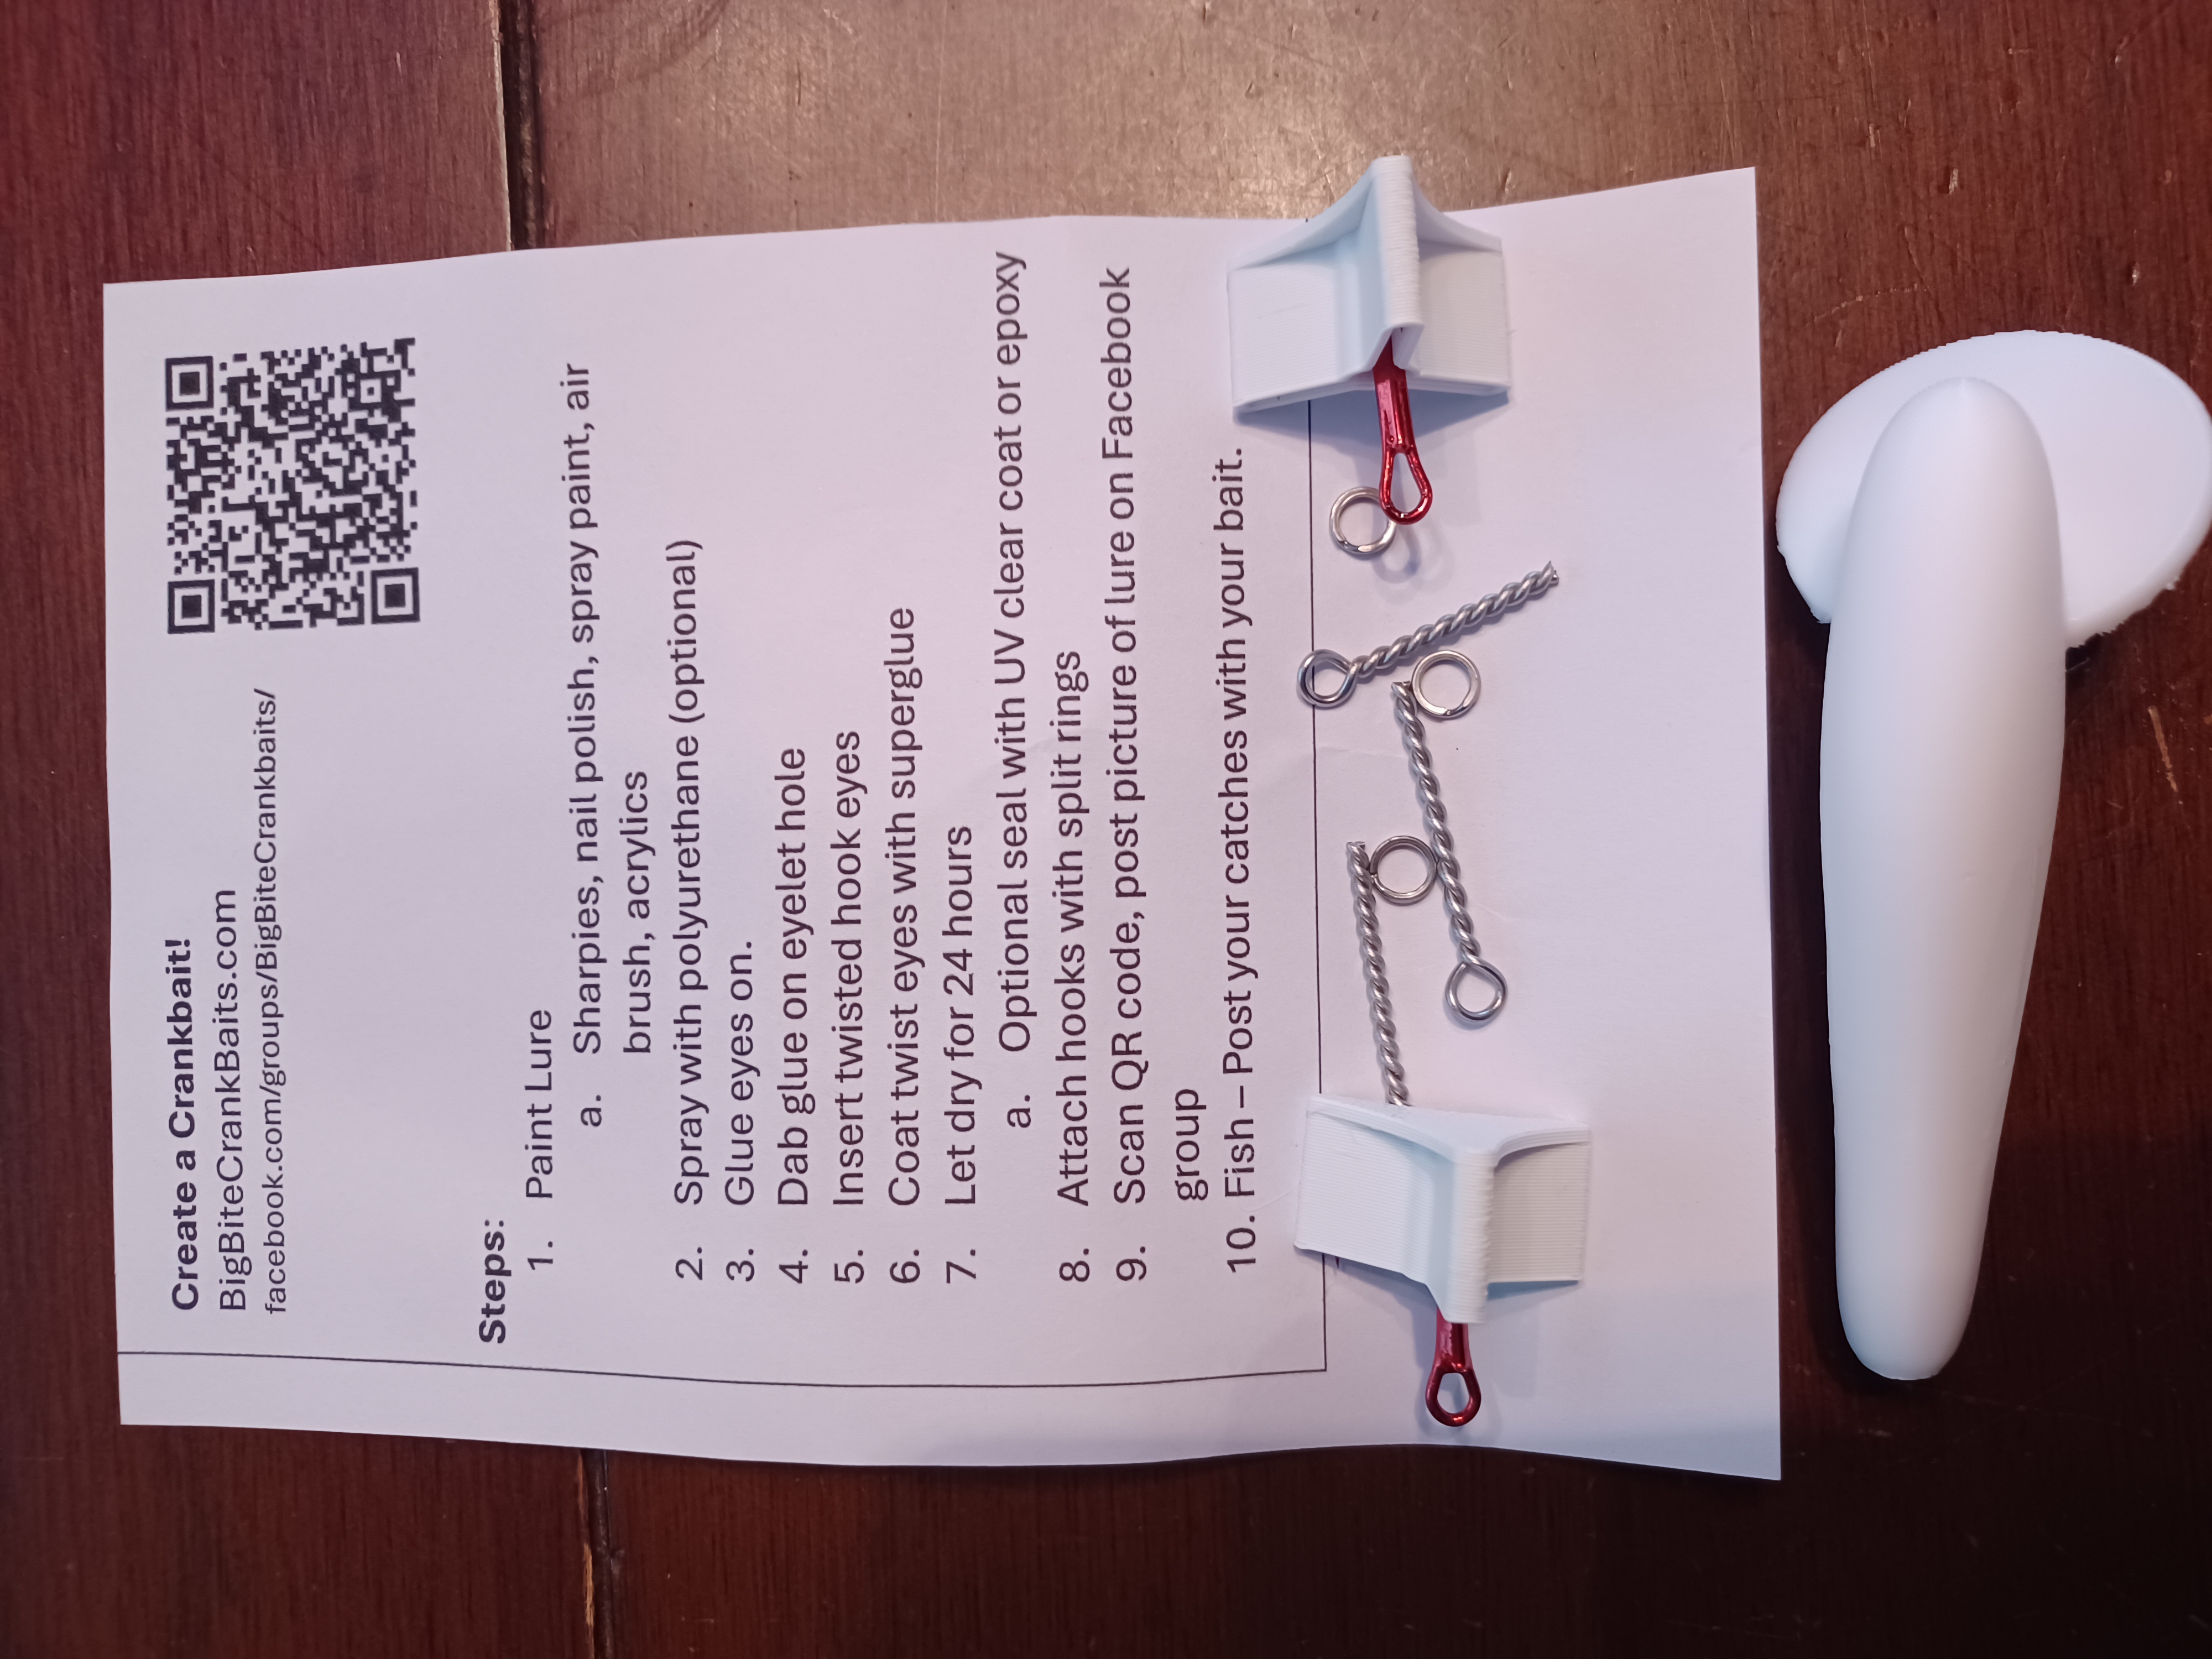 Create a Crankbait!
BigBiteCrankBaits.com
facebook.com/groups/BigBiteCrankbaits/
Steps:
1. Paint Lure
a. Sharpies, nail polish, spray paint, air
brush, acrylics
2. Spray with polyurethane (optional)
3. Glue eyes on.
4. Dab glue on eyelet hole
5. Insert twisted hook eyes
6. Coat twist eyes with superglue
7. Let dry for 24 hours
a. Optional seal with UV clear coat or epoxy
8. Attach hooks with split rings
9. Scan QR code, post picture of lure on Facebook
group
10. Fish – Post your catches with your bait.